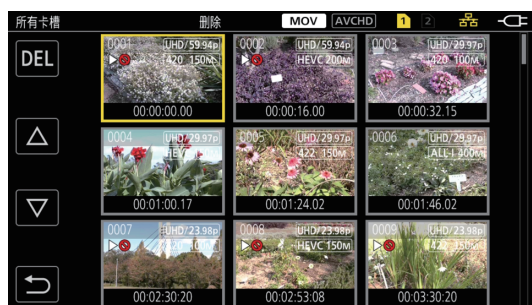 所有卡槽 删除 MOV AVCHD 1 2
DEL
0001 UHD/59.94p
420 150M
00:00:00.00
0002 UHD/59.94p
HEVC 200M
00:00:16.00
0003 UHD/29.97p
420 100M
00:00:32.15
0004 UHD/29.97p
00:01:00.17
0005 UHD/29.97p
422 150M
00:01:24.02
0006 UHD/29.97p
ALL-I 400M
00:01:46.02
0007 UHD/23.98p
00:02:30:20
0008 UHD/23.98p
HEVC 150M
00:02:53:08
0009 UHD/23.98p
422 150M
00:03:30:20